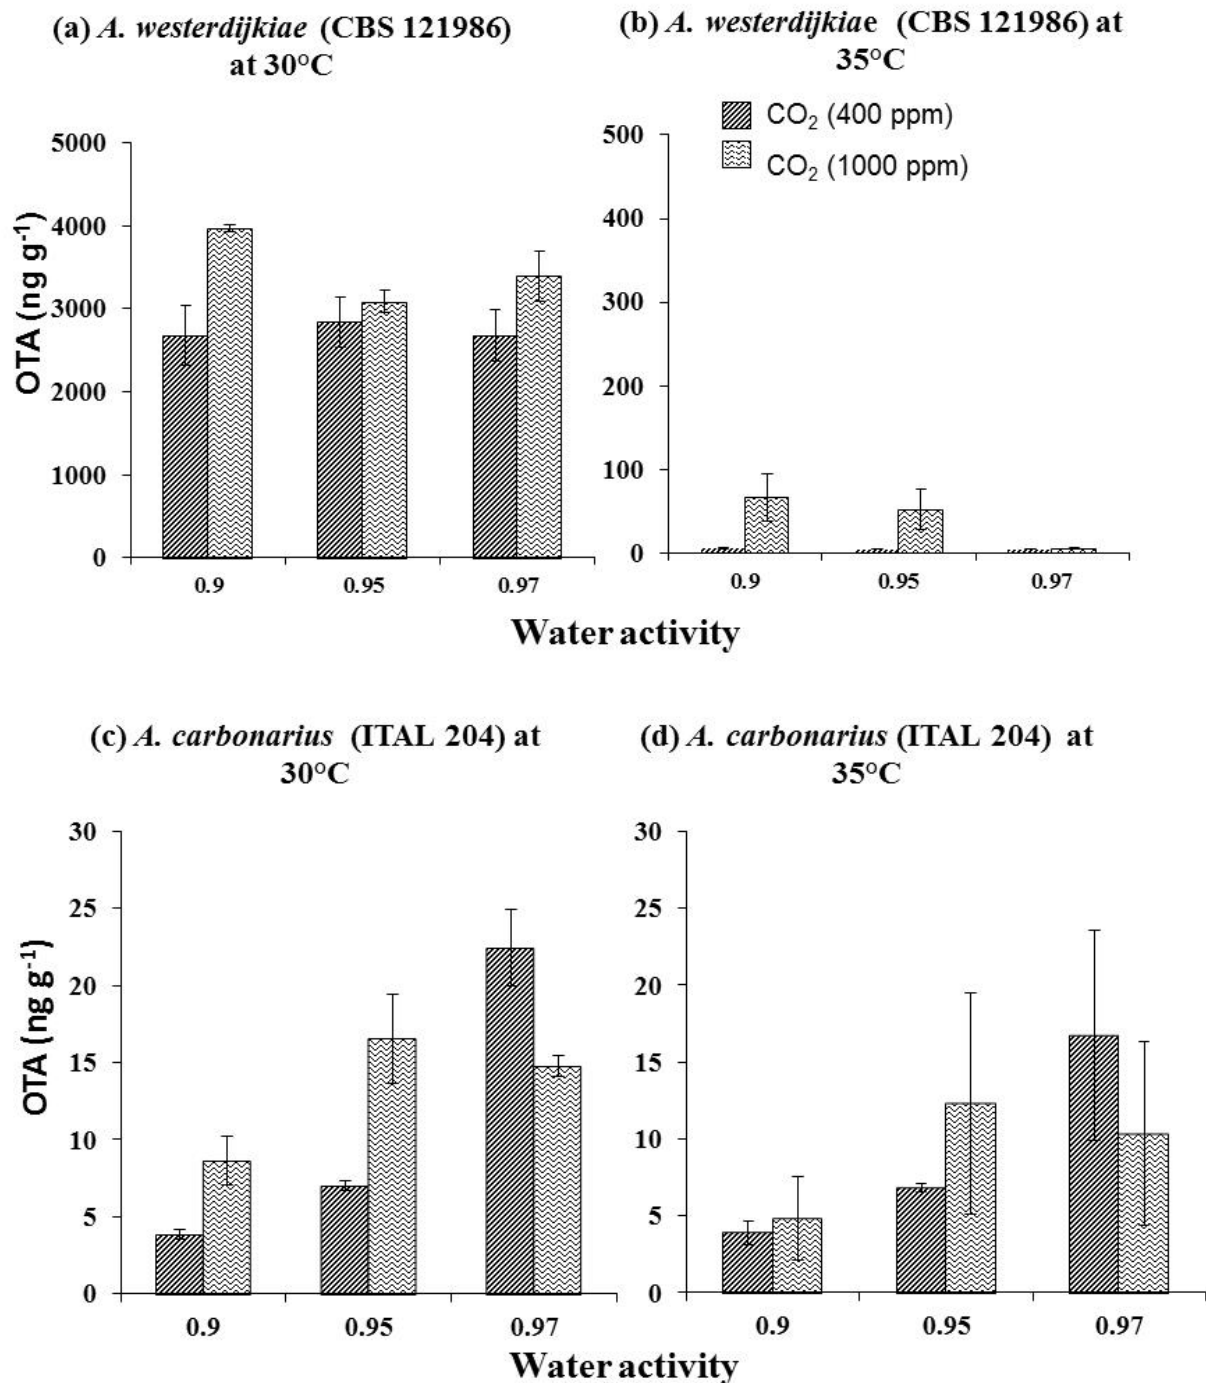 (a) A. westerdijkiae (CBS 121986)
at 30°C
(b) A. westerdijkiae (CBS 121986) at
35°C
CO2 (400 ppm)
CO2 (1000 ppm)
OTA (ng g-1)
5000
4000
3000
2000
1000
0
0.9
0.95
0.97
500
400
300
200
100
0
0.9
0.95
0.97
Water activity
(c) A. carbonarius (ITAL 204) at
30°C
(d) A. carbonarius (ITAL 204) at
35°C
OTA (ng g-1)
30
25
20
15
10
5
0
0.9
0.95
0.97
30
25
20
15
10
5
0
0.9
0.95
0.97
Water activity